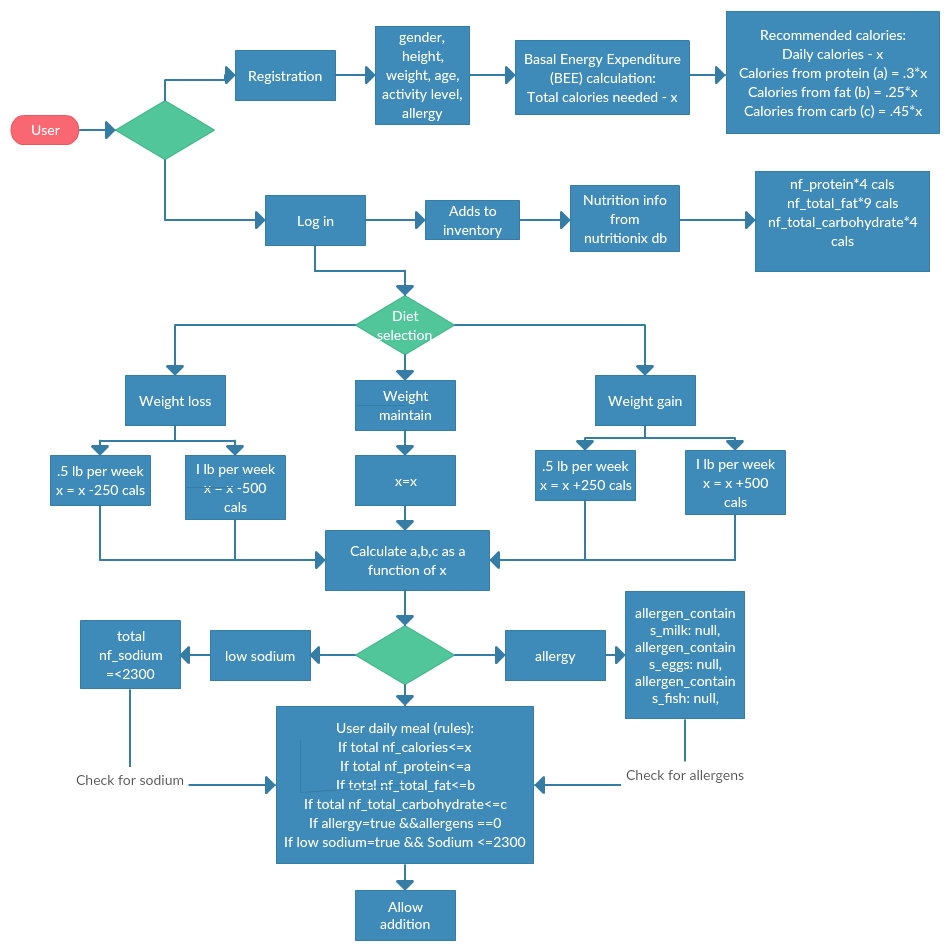 User
Registration
gender,
height,
weight, age,
activity level,
allergy
Basal Energy Expenditure
(BEE) calculation:
Total calories needed - x
Recommended calories:
Daily calories - x
Calories from protein (a) = .3*x
Calories from fat (b) = .25*x
Calories from carb (c) = .45*x
Log in
Adds to
inventory
Nutrition info
from
nutritionix db
nf_protein*4 cals
nf_total_fat*9 cals
nf_total_carbohydrate*4
cals
Diet
selection
Weight loss
Weight
maintain
Weight gain
.5 lb per week
x = x -250 cals
I lb per week
x = x -500
cals
x=x
.5 lb per week
x = x +250 cals
I lb per week
x = x +500
cals
Calculate a,b,c as a
function of x
total
nf_sodium
=<2300
low sodium
allergy
allergen_contain
s_milk: null,
allergen_contain
s_eggs: null,
allergen_contain
s_fish: null,
Check for sodium
Check for allergens
User daily meal (rules):
If total nf_calories<=x
If total nf_protein<=a
If total nf_total_fat<=b
If total nf_total_carbohydrate<=c
If allergy=true &&allergens ==0
If low sodium=true && Sodium <=2300
Allow
addition